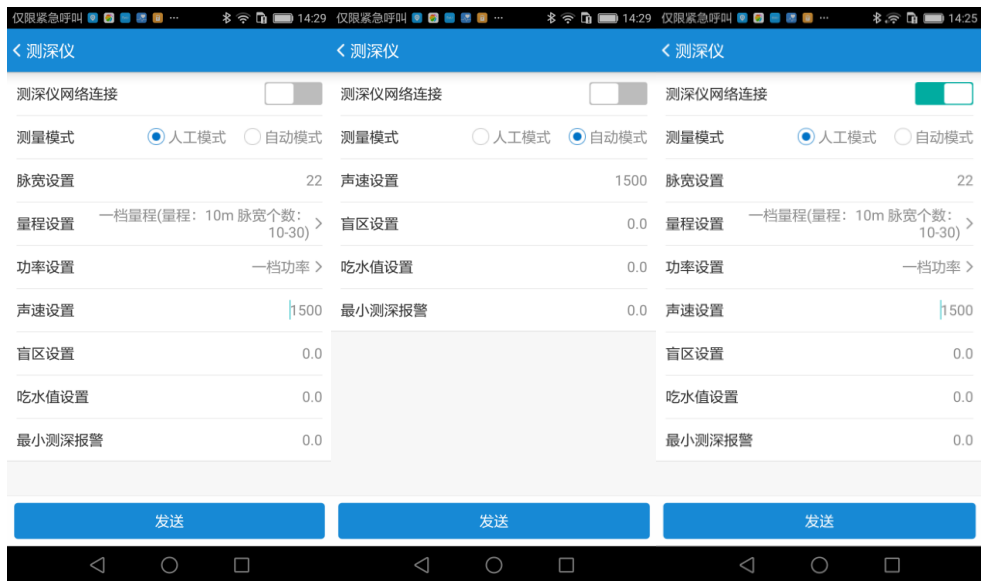 仅限紧急呼叫 ··· 14:29
测深仪
测深仪网络连接
测量模式 人工模式 自动模式
脉宽设置 22
量程设置 一档量程(量程：10m 脉宽个数：
10-30)
功率设置 一档功率
声速设置 1500
盲区设置 0.0
吃水值设置 0.0
最小测深报警 0.0
发送
仅限紧急呼叫 ··· 14:29
测深仪
测深仪网络连接
测量模式 人工模式 自动模式
声速设置 1500
盲区设置 0.0
吃水值设置 0.0
最小测深报警 0.0
发送
仅限紧急呼叫 ··· 14:25
测深仪
测深仪网络连接
测量模式 人工模式 自动模式
脉宽设置 22
量程设置 一档量程(量程：10m 脉宽个数：
10-30)
功率设置 一档功率
声速设置 1500
盲区设置 0.0
吃水值设置 0.0
最小测深报警 0.0
发送